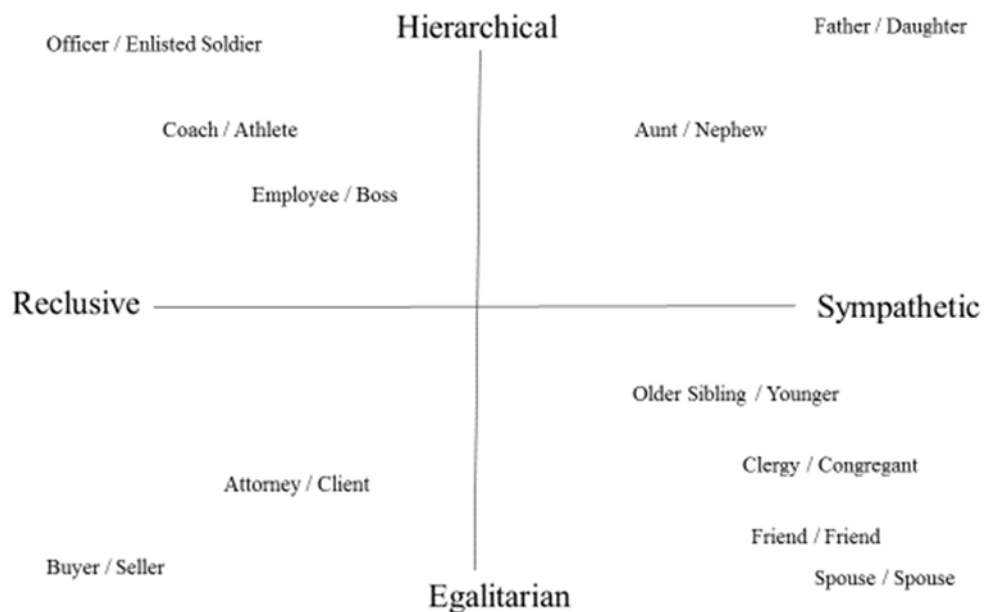 Hierarchical
Father / Daughter
Officer / Enlisted Soldier
Coach / Athlete
Aunt / Nephew
Employee / Boss
Reclusive
Sympathetic
Older Sibling / Younger
Clergy / Congregant
Attorney / Client
Friend / Friend
Buyer / Seller
Spouse / Spouse
Egalitarian